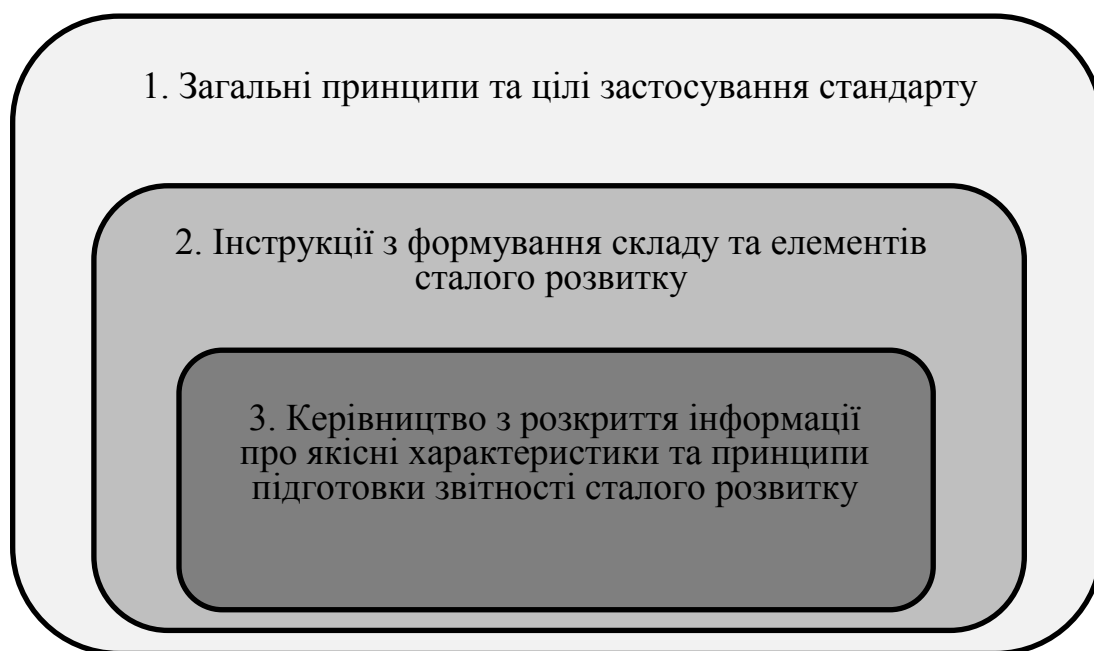 1. Загальні принципи та цілі застосування стандарту
2. Інструкції з формування складу та елементів
сталого розвитку
3. Керівництво з розкриття інформації
про якісні характеристики та принципи
підготовки звітності сталого розвитку